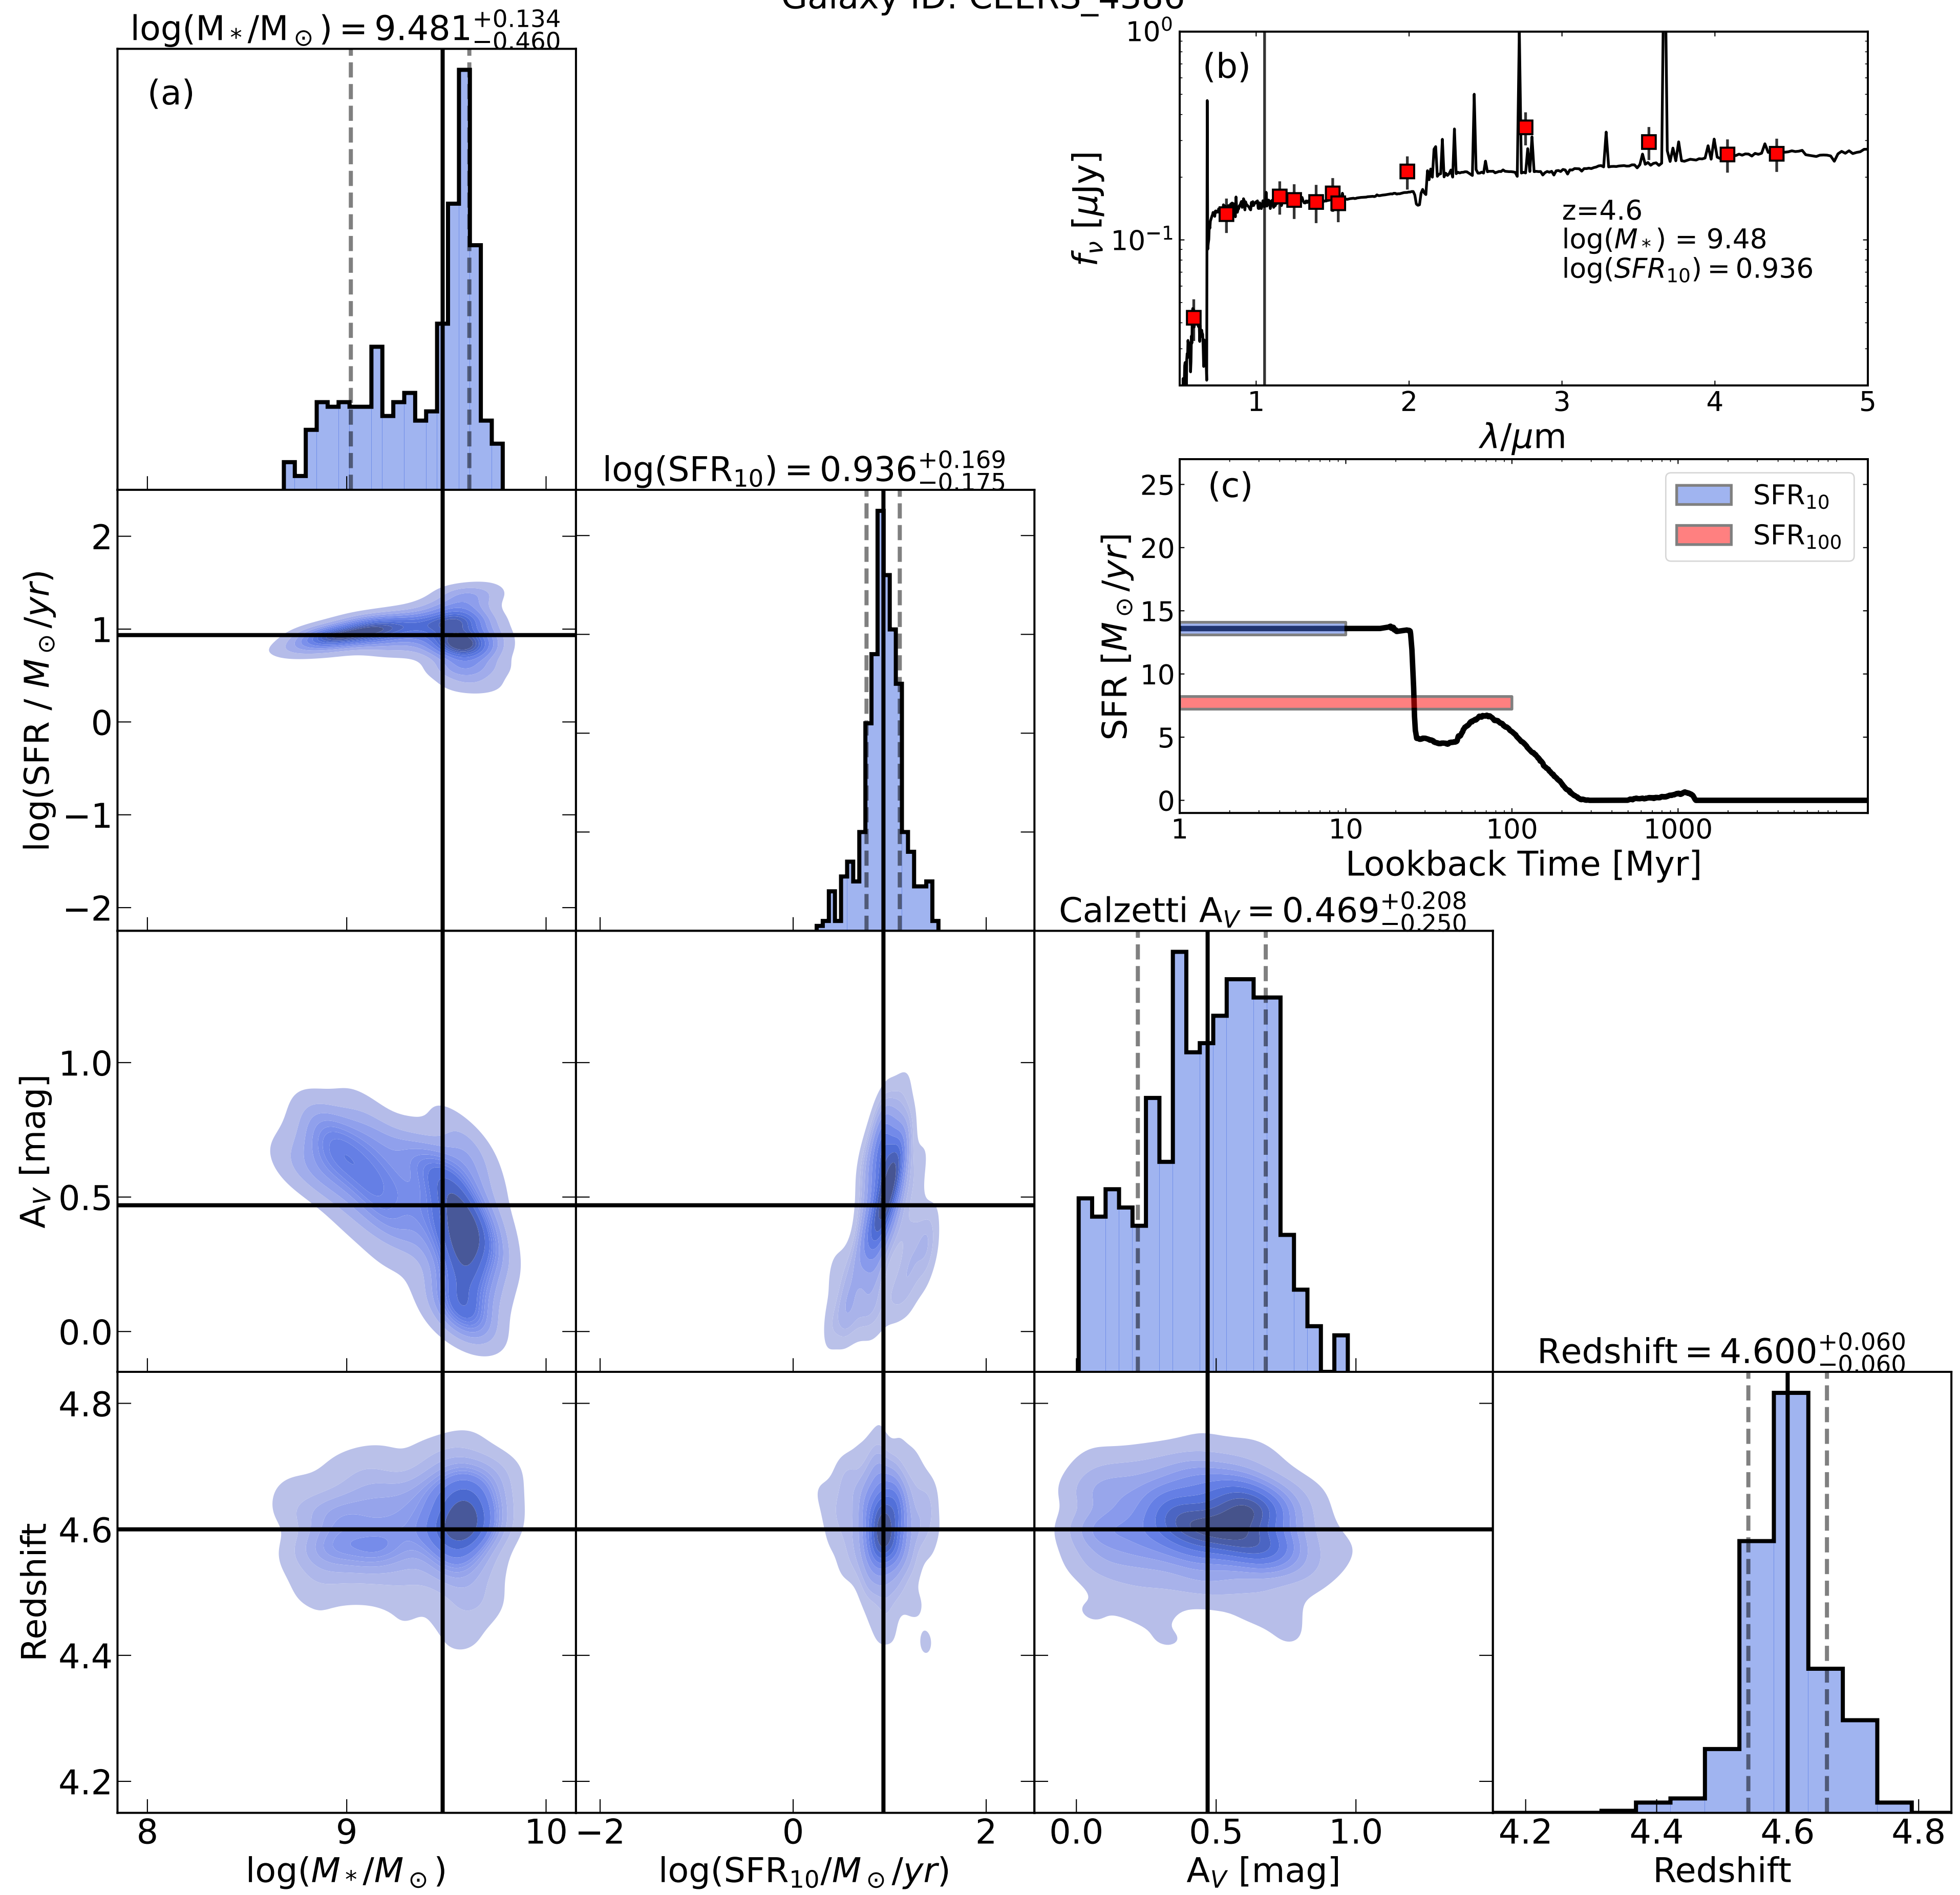 Galaxy ID: CEERS_4586
log(M*/M⊙) = 9.481 +0.134 −0.460
(a)
10⁰
(b)
10⁻¹
fν [μJy]
z=4.6
log(M*) = 9.48
log(SFR₁₀) = 0.936
1 2 3 4 5
λ/μm
log(SFR₁₀) = 0.936 +0.169 −0.175
(c)
SFR₁₀
SFR₁₀₀
25
20
15
10
5
0
SFR [M⊙/yr]
1 10 100 1000
Lookback Time [Myr]
2
1
0
−1
−2
log(SFR / M⊙/yr)
Calzetti A_V = 0.469 +0.208 −0.250
1.0
0.5
0.0
A_V [mag]
Redshift = 4.600 +0.060 −0.060
4.8
4.6
4.4
4.2
Redshift
8 9 10 −2 0 2 0.0 0.5 1.0 4.2 4.4 4.6 4.8
log(M*/M⊙) log(SFR₁₀/M⊙/yr) A_V [mag] Redshift